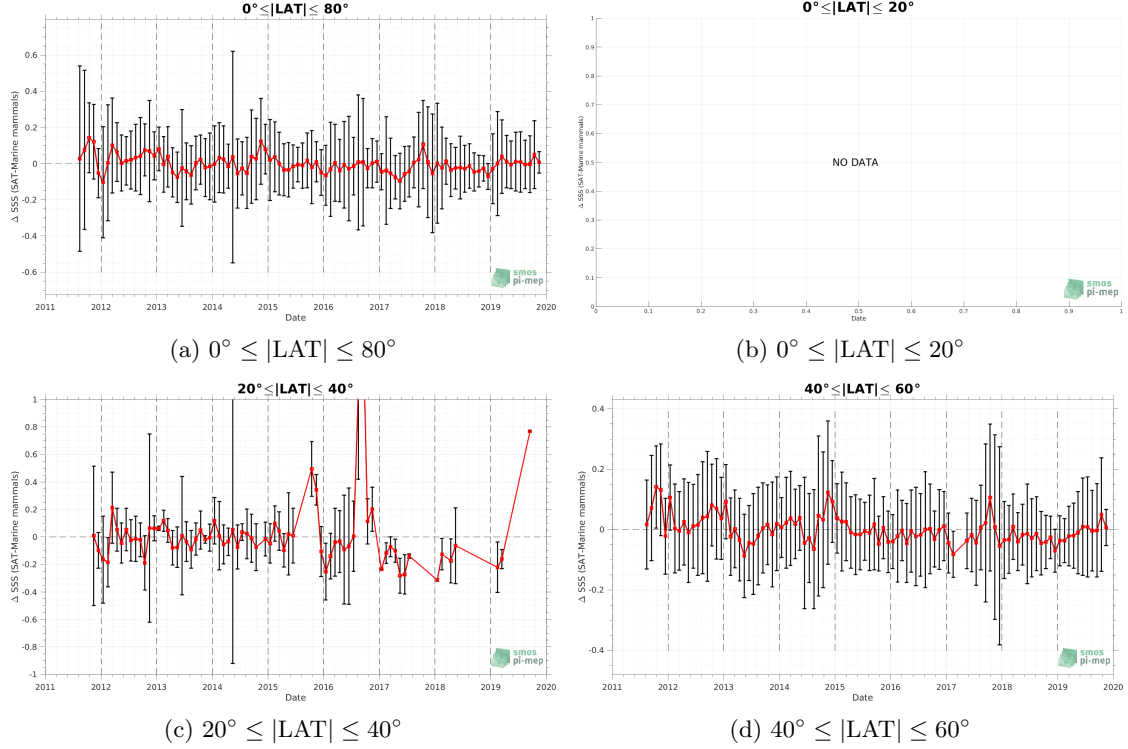 0°≤|LAT|≤ 80°
Δ SSS (SAT-Marine mammals)
0.6
0.4
0.2
0
-0.2
-0.4
-0.6
2011 2012 2013 2014 2015 2016 2017 2018 2019 2020
Date
smos
pi-mep
(a) 0° ≤ |LAT| ≤ 80°
0°≤|LAT|≤ 20°
Δ SSS (SAT-Marine mammals)
1
0.9
0.8
0.7
0.6
0.5
0.4
0.3
0.2
0.1
0
NO DATA
0 0.1 0.2 0.3 0.4 0.5 0.6 0.7 0.8 0.9 1
Date
smos
pi-mep
(b) 0° ≤ |LAT| ≤ 20°
20°≤|LAT|≤ 40°
Δ SSS (SAT-Marine mammals)
1
0.8
0.6
0.4
0.2
0
-0.2
-0.4
-0.6
-0.8
-1
2011 2012 2013 2014 2015 2016 2017 2018 2019 2020
Date
smos
pi-mep
(c) 20° ≤ |LAT| ≤ 40°
40°≤|LAT|≤ 60°
Δ SSS (SAT-Marine mammals)
0.4
0.2
0
-0.2
-0.4
2011 2012 2013 2014 2015 2016 2017 2018 2019 2020
Date
smos
pi-mep
(d) 40° ≤ |LAT| ≤ 60°